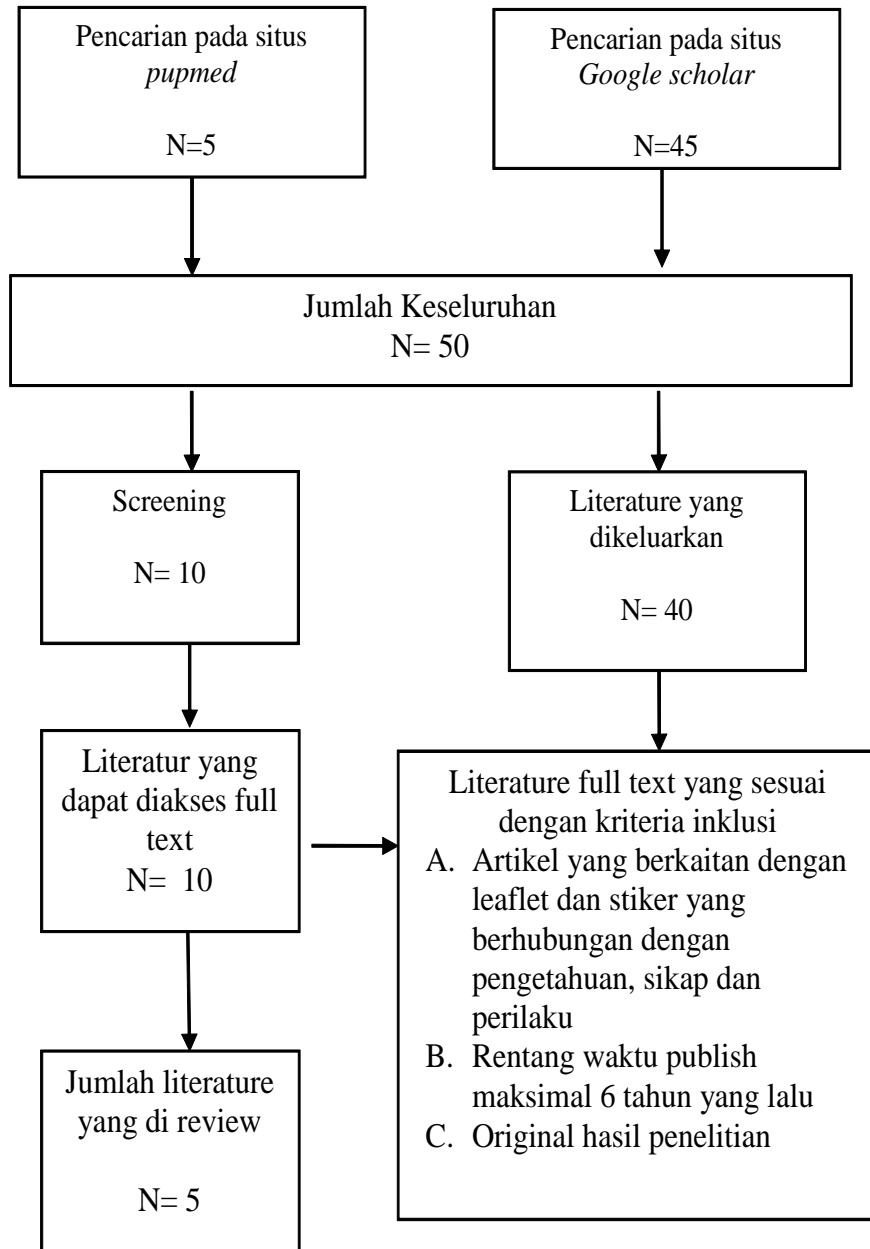 Pencarian pada situs
pupmed
N=5
Pencarian pada situs
Google scholar
N=45
Jumlah Keseluruhan
N= 50
Screening
N= 10
Literature yang
dikeluarkan
N= 40
Literatur yang
dapat diakses full
text
N= 10
Literature full text yang sesuai
dengan kriteria inklusi
A. Artikel yang berkaitan dengan
leaflet dan stiker yang
berhubungan dengan
pengetahuan, sikap dan
perilaku
B. Rentang waktu publish
maksimal 6 tahun yang lalu
C. Original hasil penelitian
Jumlah literature
yang di review
N= 5